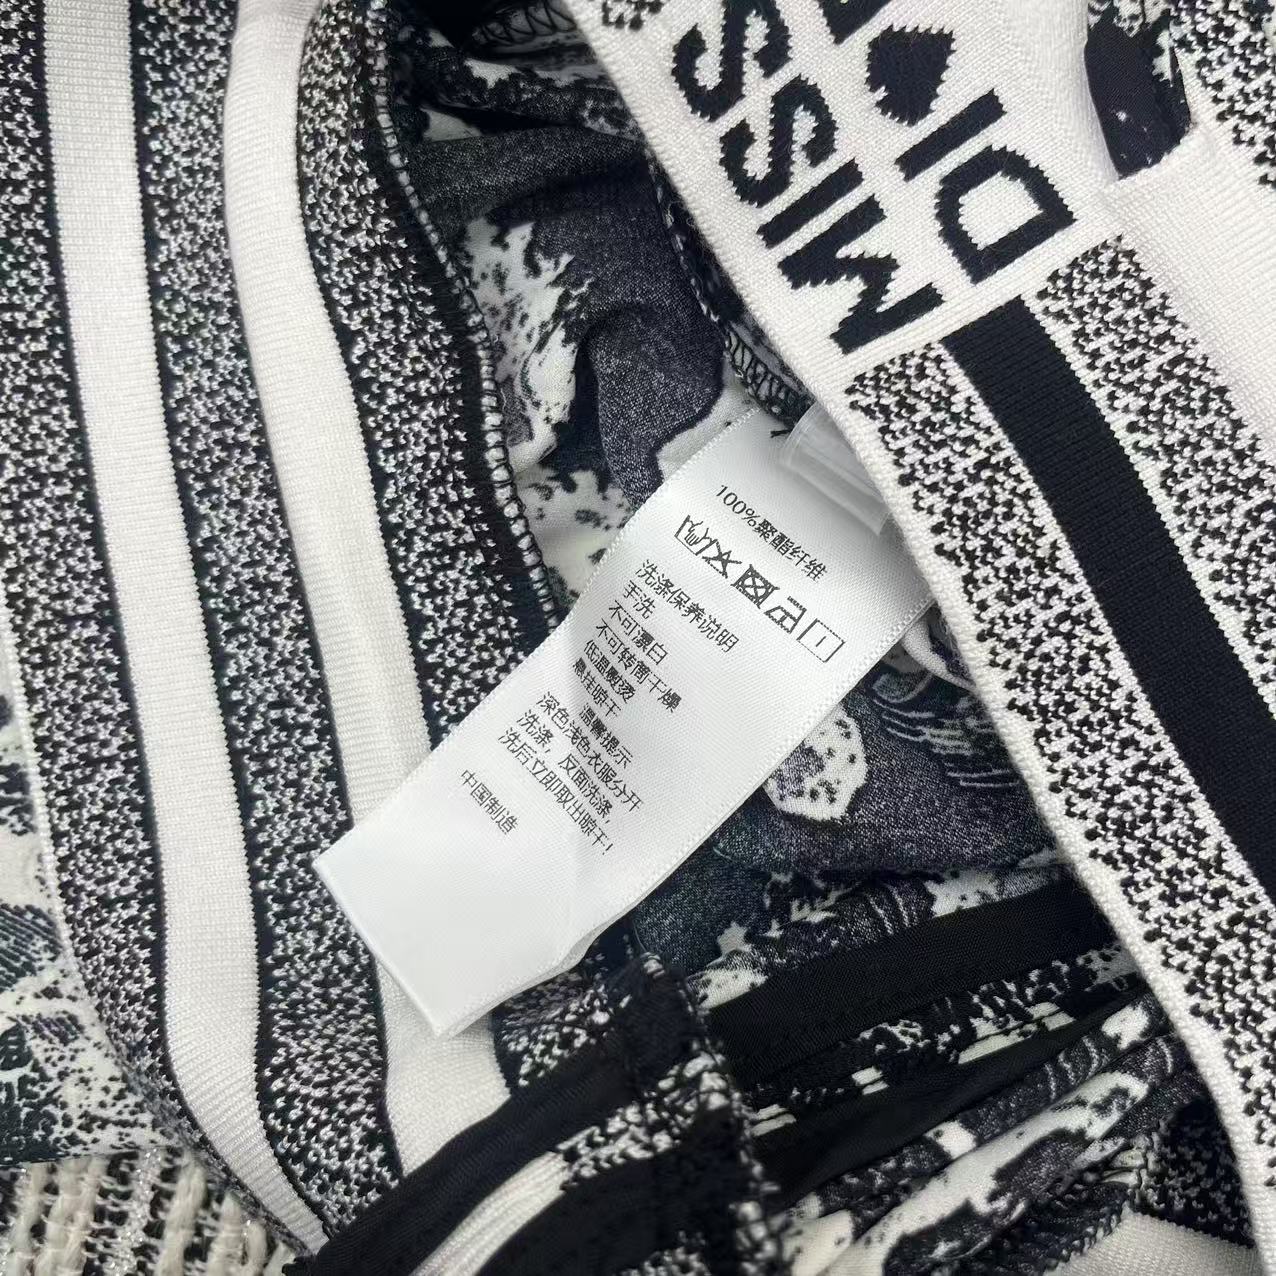 MISS
DI
100%聚酯纤维
洗涤保养说明
手洗
不可漂白
不可转筒干燥
低温熨烫
悬挂晾干
温馨提示
深色浅色衣服分开
洗涤，反面洗涤，
洗后立即取出晾干！
中国制造